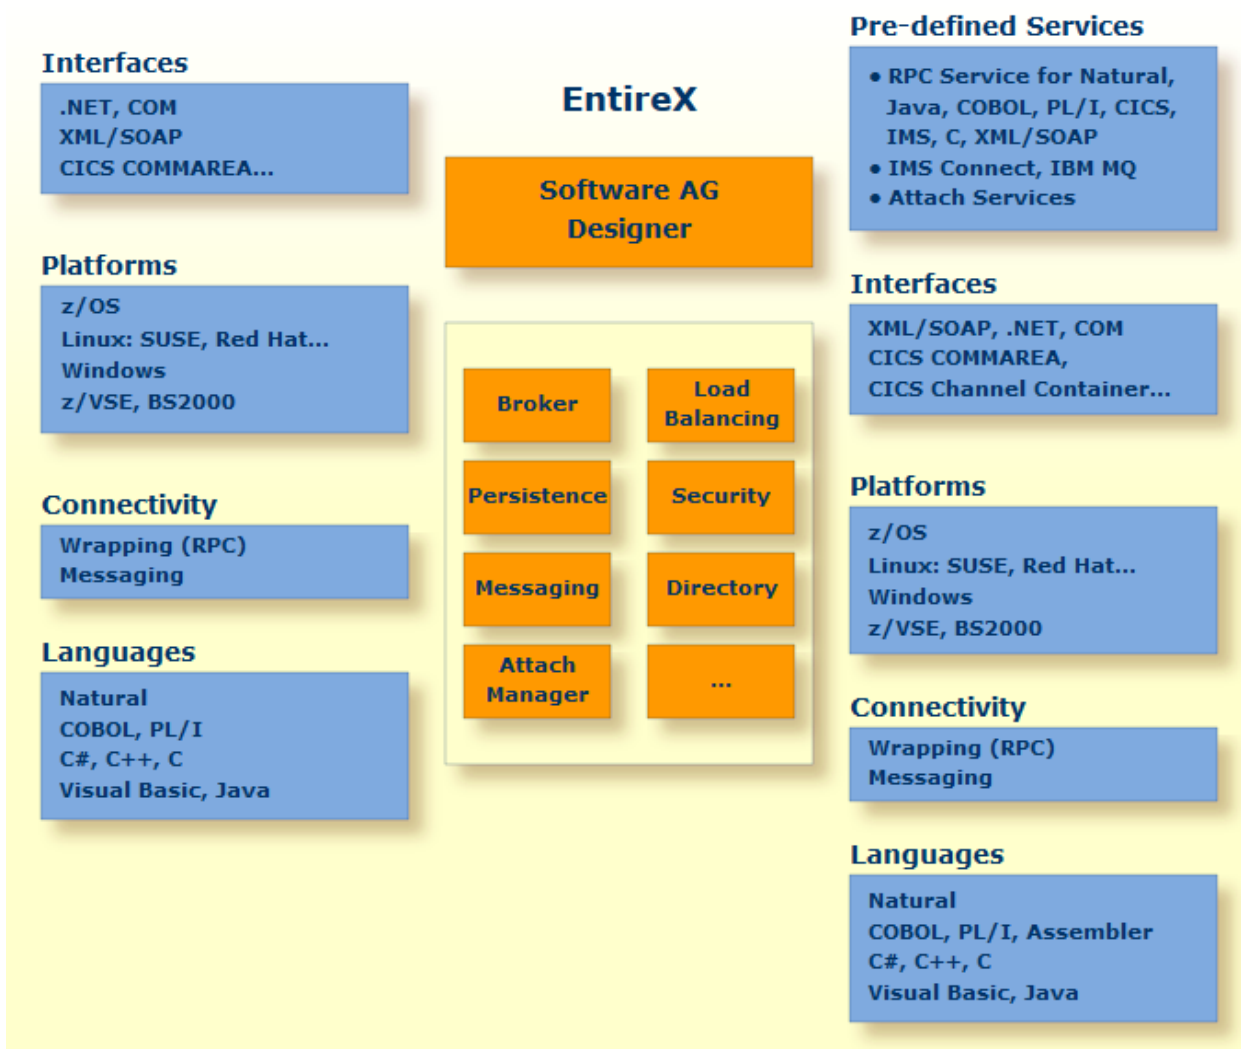 Interfaces
.NET, COM
XML/SOAP
CICS COMMAREA...
Platforms
z/OS
Linux: SUSE, Red Hat...
Windows
z/VSE, BS2000
Connectivity
Wrapping (RPC)
Messaging
Languages
Natural
COBOL, PL/I
C#, C++, C
Visual Basic, Java
EntireX
Software AG
Designer
Broker
Load
Balancing
Persistence
Security
Messaging
Directory
Attach
Manager
...
Pre-defined Services
• RPC Service for Natural,
Java, COBOL, PL/I, CICS,
IMS, C, XML/SOAP
• IMS Connect, IBM MQ
• Attach Services
Interfaces
XML/SOAP, .NET, COM
CICS COMMAREA,
CICS Channel Container...
Platforms
z/OS
Linux: SUSE, Red Hat...
Windows
z/VSE, BS2000
Connectivity
Wrapping (RPC)
Messaging
Languages
Natural
COBOL, PL/I, Assembler
C#, C++, C
Visual Basic, Java